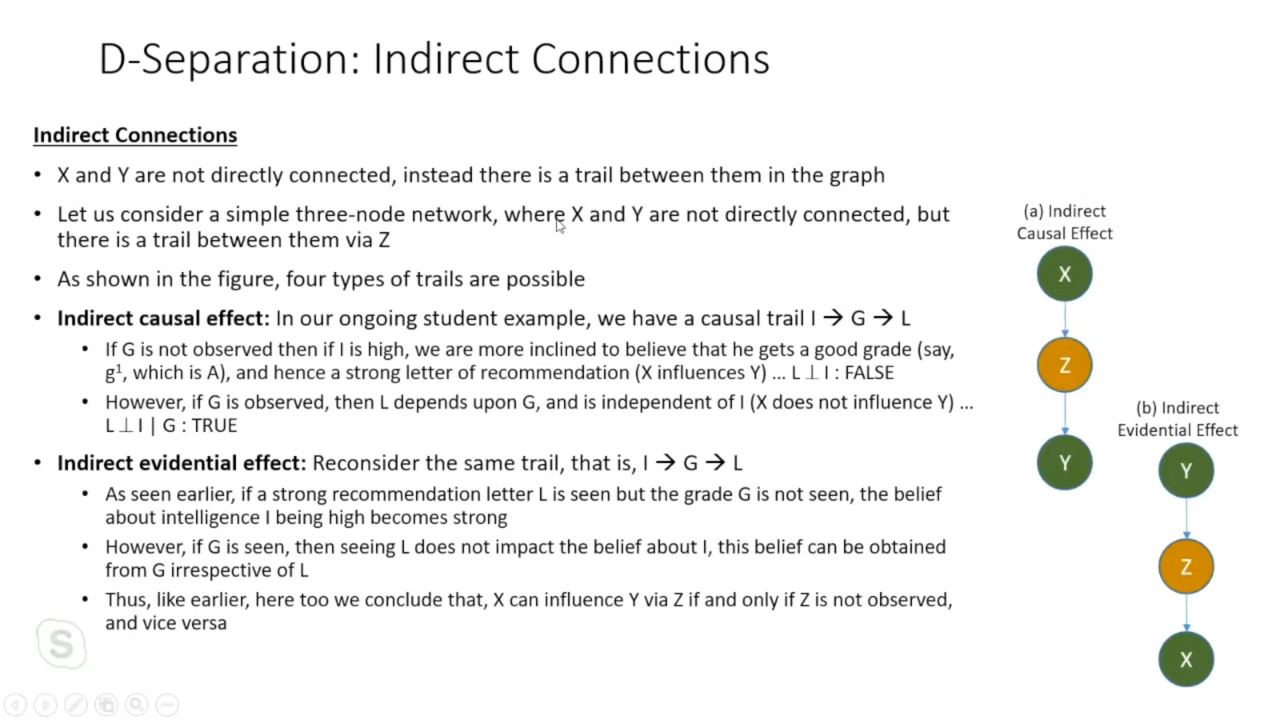 D-Separation: Indirect Connections
Indirect Connections
• X and Y are not directly connected, instead there is a trail between them in the graph
• Let us consider a simple three-node network, where X and Y are not directly connected, but
there is a trail between them via Z
• As shown in the figure, four types of trails are possible
• Indirect causal effect: In our ongoing student example, we have a causal trail I → G → L
• If G is not observed then if I is high, we are more inclined to believe that he gets a good grade (say,
g¹, which is A), and hence a strong letter of recommendation (X influences Y) ... L ⊥ I : FALSE
• However, if G is observed, then L depends upon G, and is independent of I (X does not influence Y) ...
L ⊥ I | G : TRUE
• Indirect evidential effect: Reconsider the same trail, that is, I → G → L
• As seen earlier, if a strong recommendation letter L is seen but the grade G is not seen, the belief
about intelligence I being high becomes strong
• However, if G is seen, then seeing L does not impact the belief about I, this belief can be obtained
from G irrespective of L
• Thus, like earlier, here too we conclude that, X can influence Y via Z if and only if Z is not observed,
and vice versa
(a) Indirect
Causal Effect
X
Z
Y
(b) Indirect
Evidential Effect
Y
Z
X
S